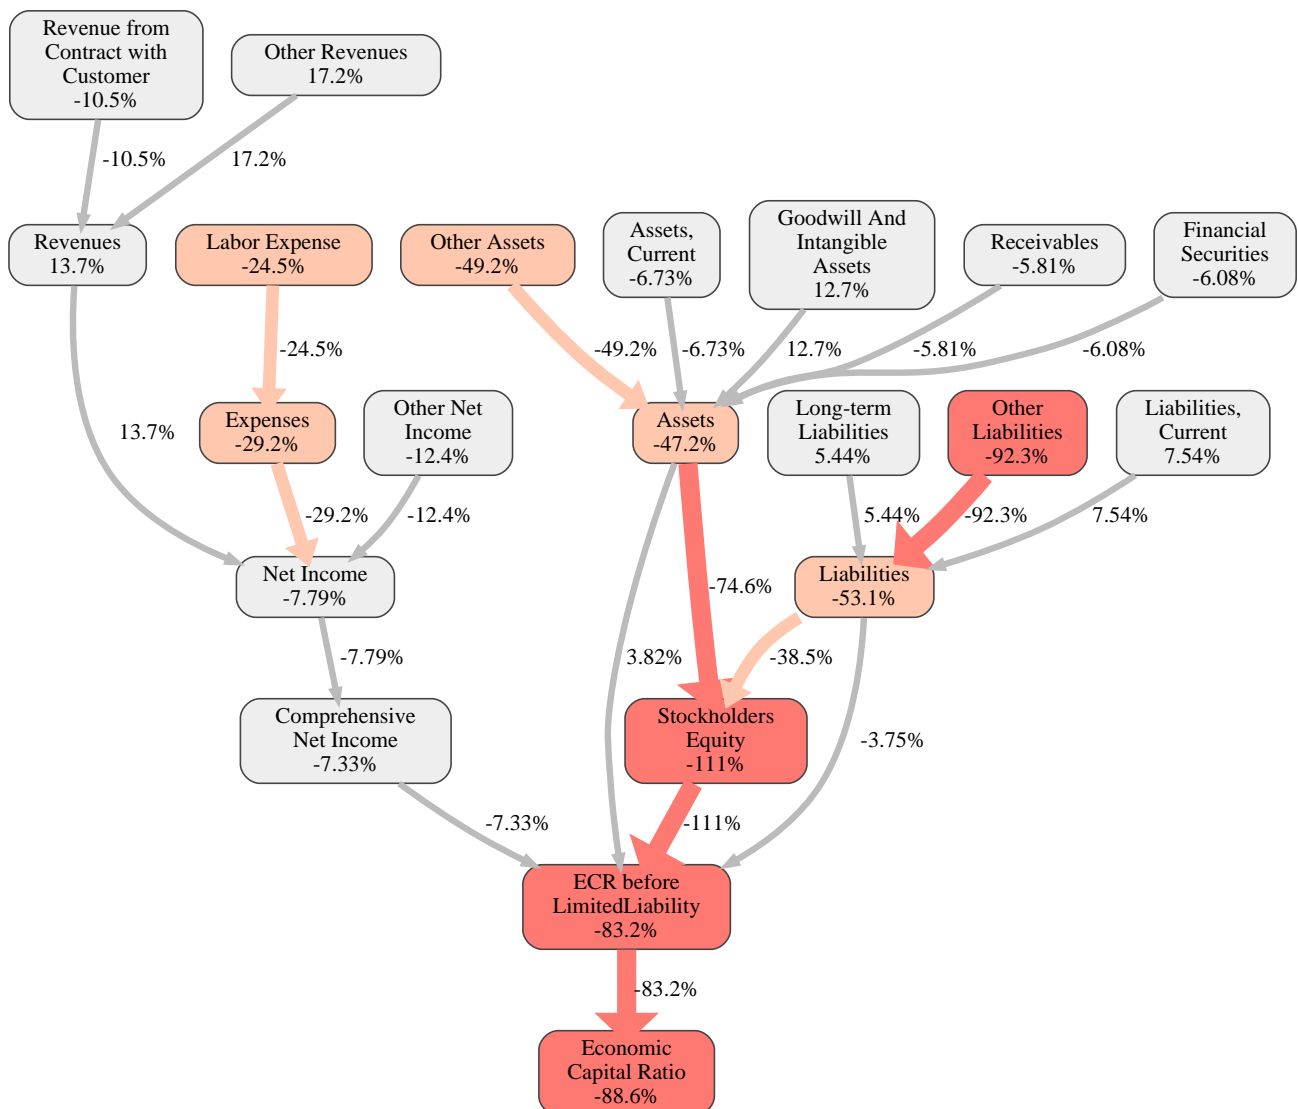 Revenue from
Contract with
Customer
-10.5%
Other Revenues
17.2%
-10.5%
17.2%
Revenues
13.7%
Labor Expense
-24.5%
Other Assets
-49.2%
Assets,
Current
-6.73%
Goodwill And
Intangible
Assets
12.7%
Receivables
-5.81%
Financial
Securities
-6.08%
-24.5%
-49.2%
-6.73%
12.7%
-5.81%
-6.08%
13.7%
Expenses
-29.2%
Other Net
Income
-12.4%
Assets
-47.2%
Long-term
Liabilities
5.44%
Other
Liabilities
-92.3%
Liabilities,
Current
7.54%
-29.2%
-12.4%
5.44%
-92.3%
7.54%
Net Income
-7.79%
-74.6%
Liabilities
-53.1%
-7.79%
3.82%
-38.5%
Comprehensive
Net Income
-7.33%
Stockholders
Equity
-111%
-3.75%
-7.33%
-111%
ECR before
LimitedLiability
-83.2%
-83.2%
Economic
Capital Ratio
-88.6%